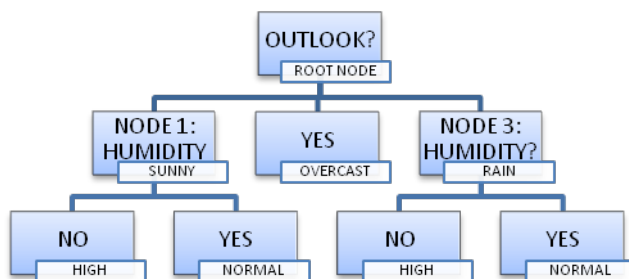 OUTLOOK?
ROOT NODE
NODE 1:
HUMIDITY
SUNNY
YES
OVERCAST
NODE 3:
HUMIDITY?
RAIN
NO
HIGH
YES
NORMAL
NO
HIGH
YES
NORMAL